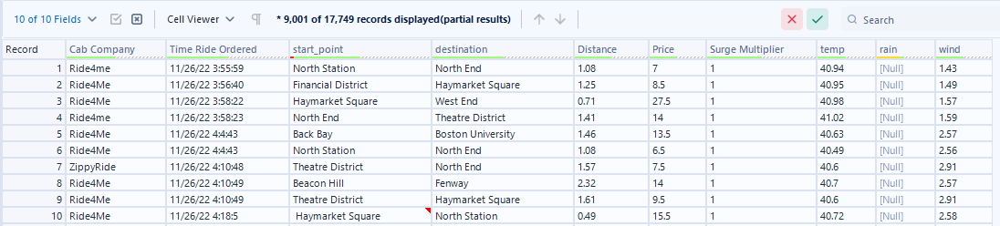 10 of 10 Fields Cell Viewer * 9,001 of 17,749 records displayed(partial results) Search
Record Cab Company Time Ride Ordered start_point destination Distance Price Surge Multiplier temp rain wind
1 Ride4me 11/26/22 3:55:59 North Station North End 1.08 7 1 40.94 [Null] 1.43
2 Ride4Me 11/26/22 3:56:40 Financial District Haymarket Square 1.25 8.5 1 40.95 [Null] 1.49
3 Ride4Me 11/26/22 3:58:22 Haymarket Square West End 0.71 27.5 1 40.98 [Null] 1.57
4 Ride4me 11/26/22 3:58:23 North End Theatre District 1.41 14 1 41.02 [Null] 1.59
5 Ride4Me 11/26/22 4:4:43 Back Bay Boston University 1.46 13.5 1 40.63 [Null] 2.57
6 Ride4Me 11/26/22 4:4:43 North Station North End 1.08 6.5 1 40.49 [Null] 2.56
7 ZippyRide 11/26/22 4:10:48 Theatre District North End 1.57 7.5 1 40.6 [Null] 2.91
8 Ride4Me 11/26/22 4:10:49 Beacon Hill Fenway 2.32 14 1 40.7 [Null] 2.57
9 Ride4Me 11/26/22 4:10:49 Theatre District Haymarket Square 1.61 9.5 1 40.6 [Null] 2.91
10 Ride4Me 11/26/22 4:18:5 Haymarket Square North Station 0.49 15.5 1 40.72 [Null] 2.58